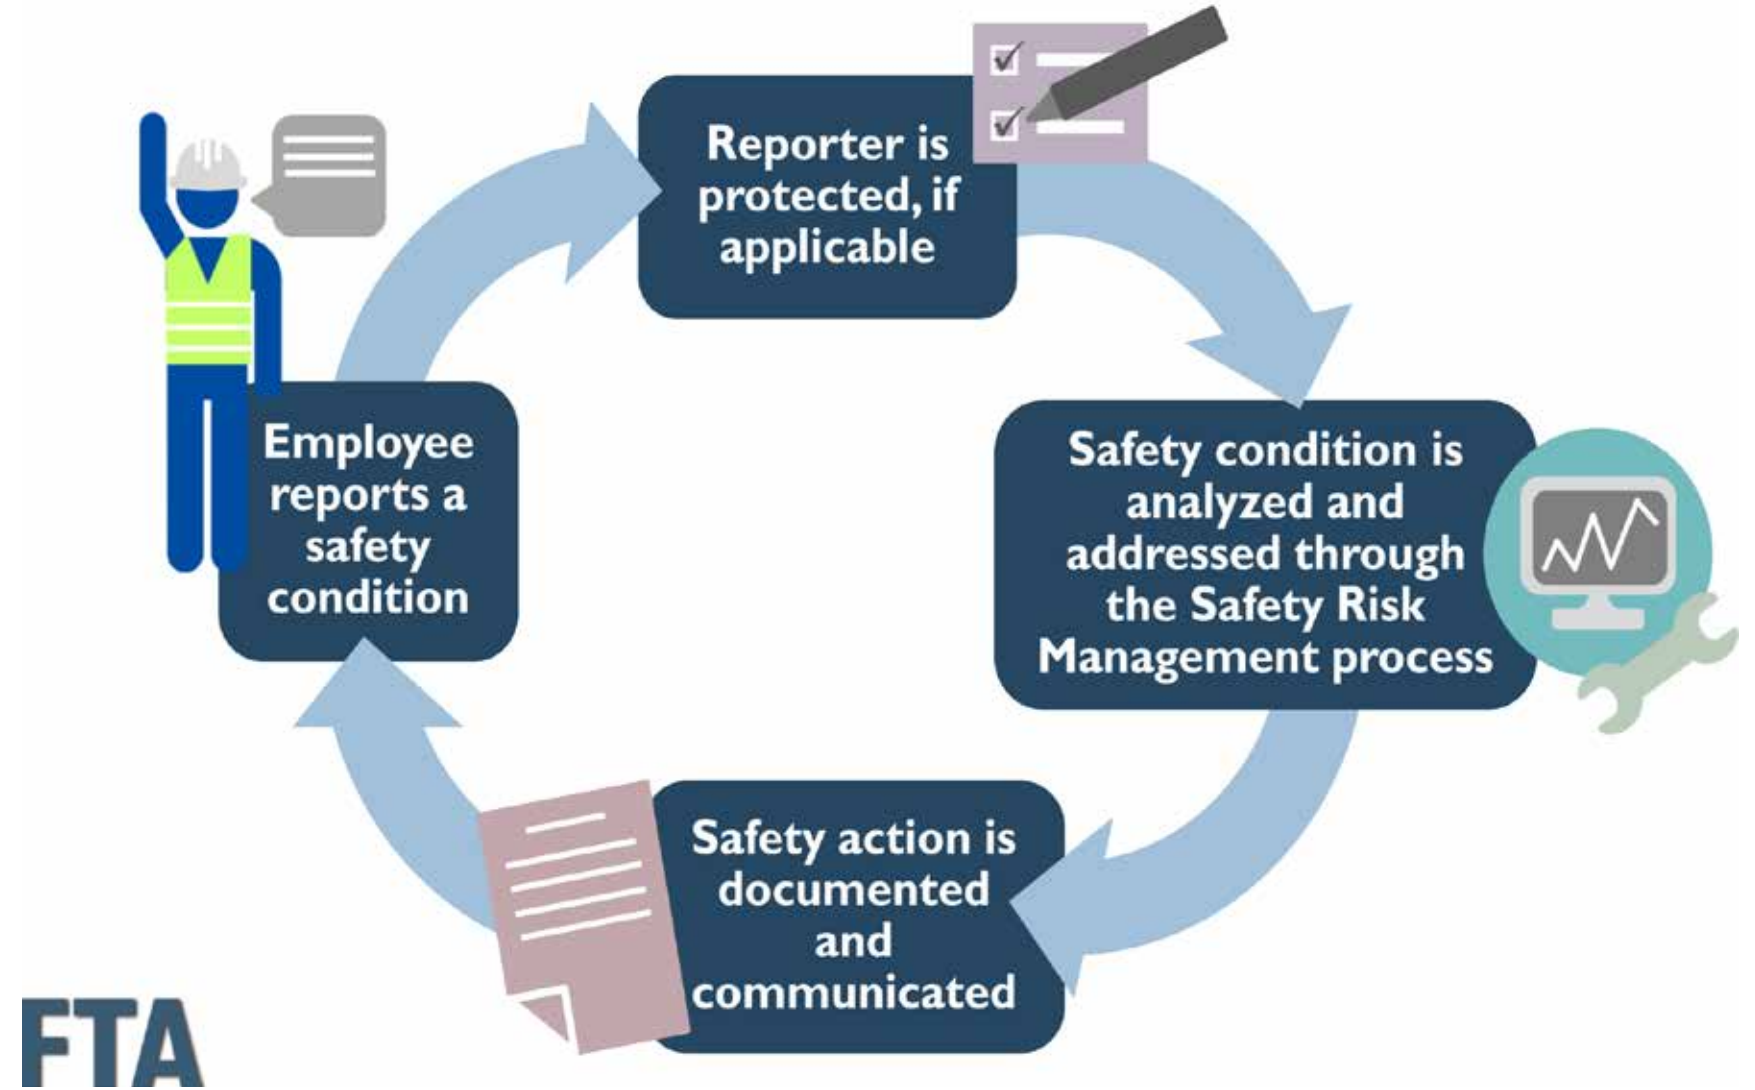 Reporter is
protected, if
applicable
Safety condition is
analyzed and
addressed through
the Safety Risk
Management process
Safety action is
documented
and
communicated
Employee
reports a
safety
condition
FTA